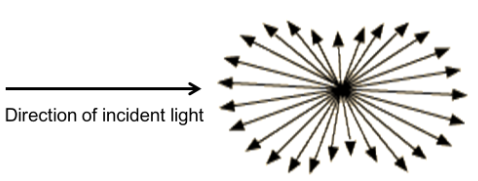 Direction of incident light